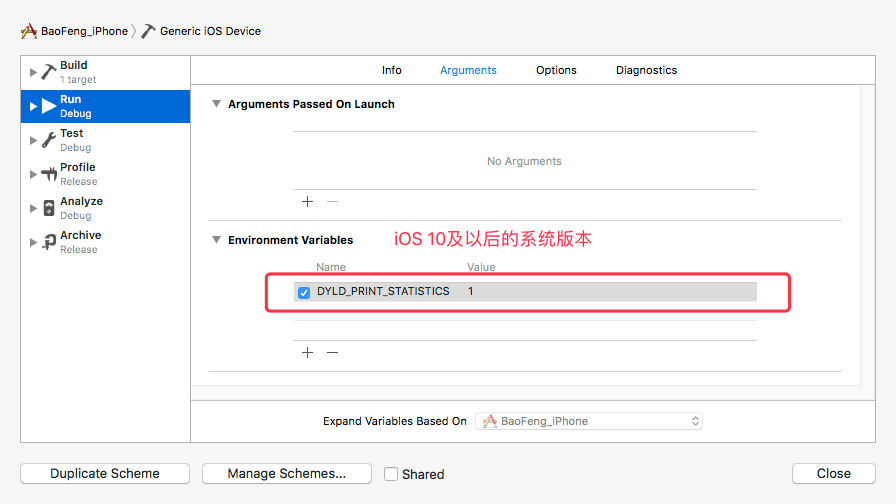 BaoFeng_iPhone Generic iOS Device
Build
1 target
Run
Debug
Test
Debug
Profile
Release
Analyze
Debug
Archive
Release
Info Arguments Options Diagnostics
Arguments Passed On Launch
No Arguments
Environment Variables iOS 10及以后的系统版本
Name Value
DYLD_PRINT_STATISTICS 1
Expand Variables Based On BaoFeng_iPhone
Duplicate Scheme Manage Schemes... Shared Close